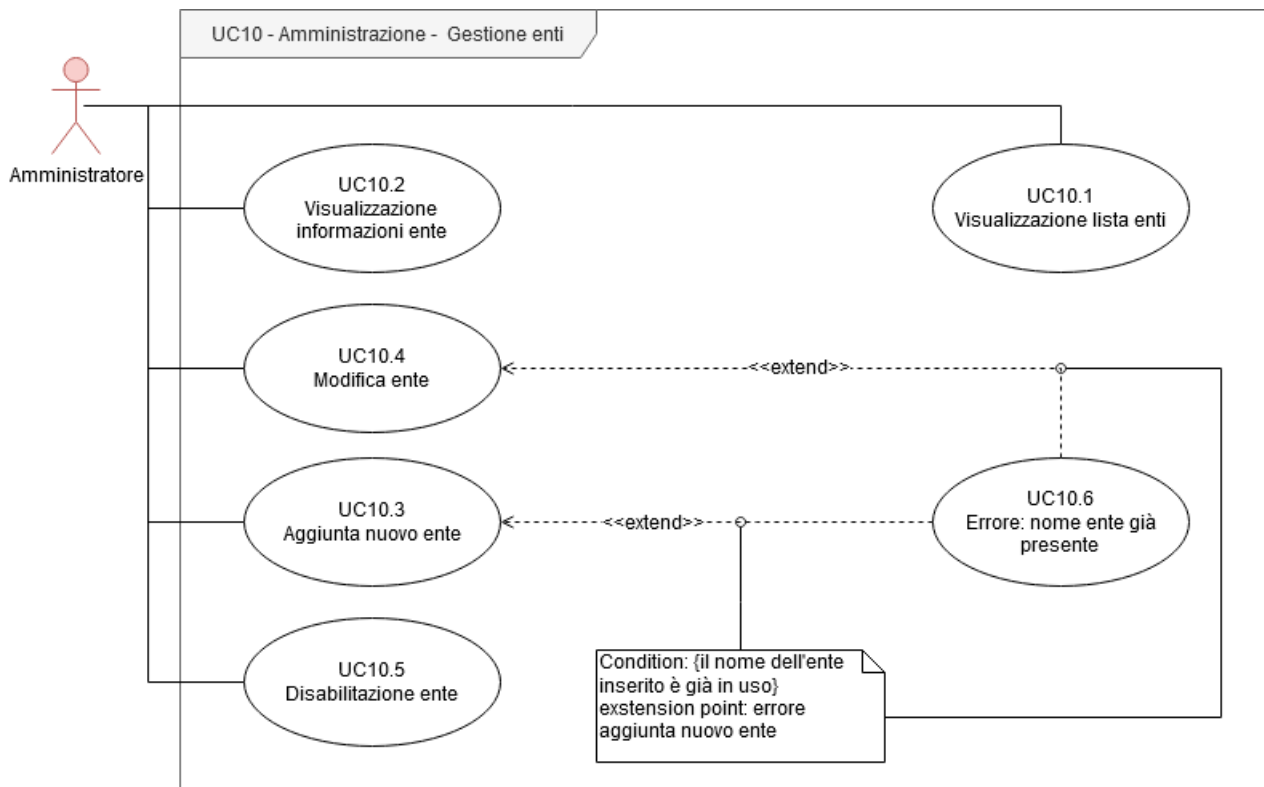 UC10 - Amministrazione - Gestione enti
Amministratore
UC10.2
Visualizzazione
informazioni ente
UC10.1
Visualizzazione lista enti
UC10.4
Modifica ente
<<extend>>
UC10.3
Aggiunta nuovo ente
<<extend>>
UC10.6
Errore: nome ente già
presente
UC10.5
Disabilitazione ente
Condition: {il nome dell'ente
inserito è già in uso}
exstension point: errore
aggiunta nuovo ente